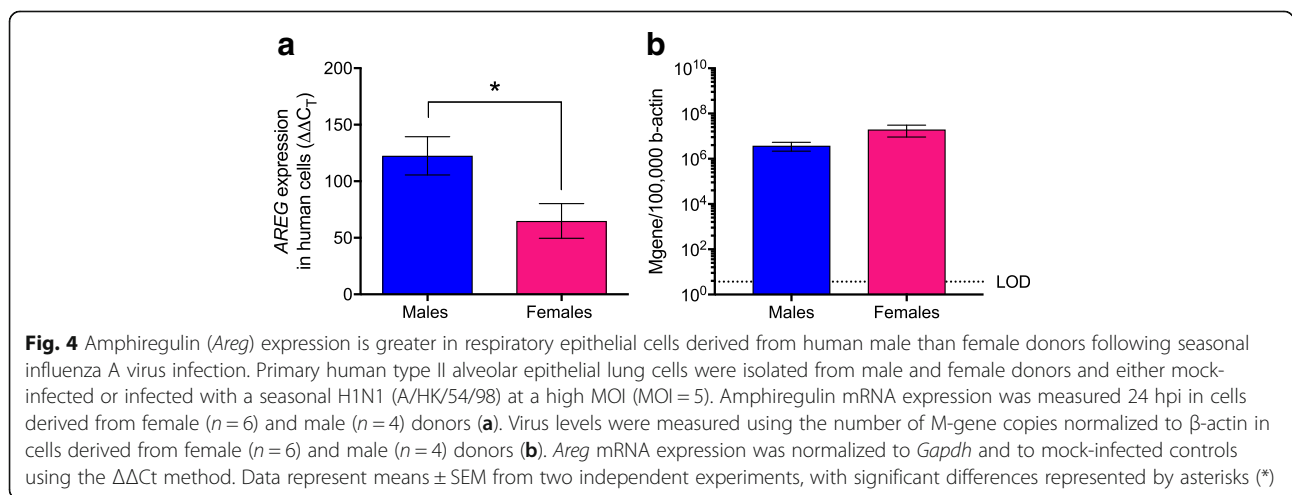 a
200
150
100
50
0
AREG expression
in human cells (ΔΔCT)
*
Males
Females
b
10^10
10^8
10^6
10^4
10^2
10^0
Mgene/100,000 b-actin
LOD
Males
Females
Fig. 4 Amphiregulin (Areg) expression is greater in respiratory epithelial cells derived from human male than female donors following seasonal
influenza A virus infection. Primary human type II alveolar epithelial lung cells were isolated from male and female donors and either mock-
infected or infected with a seasonal H1N1 (A/HK/54/98) at a high MOI (MOI = 5). Amphiregulin mRNA expression was measured 24 hpi in cells
derived from female (n = 6) and male (n = 4) donors (a). Virus levels were measured using the number of M-gene copies normalized to β-actin in
cells derived from female (n = 6) and male (n = 4) donors (b). Areg mRNA expression was normalized to Gapdh and to mock-infected controls
using the ΔΔCt method. Data represent means ± SEM from two independent experiments, with significant differences represented by asterisks (*)